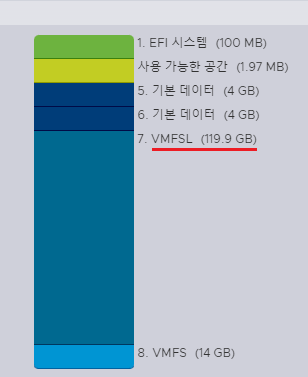 1. EFI 시스템 (100 MB)
사용 가능한 공간 (1.97 MB)
5. 기본 데이터 (4 GB)
6. 기본 데이터 (4 GB)
7. VMFSL (119.9 GB)
8. VMFS (14 GB)